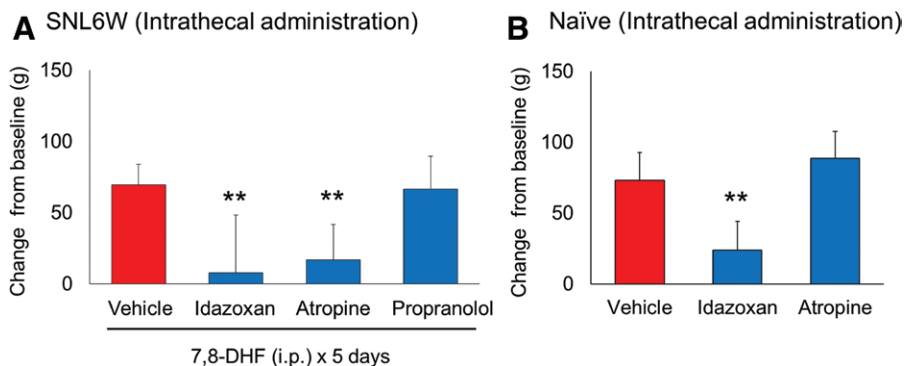 A SNL6W (Intrathecal administration)
Change from baseline (g)
150
100
50
0
**
**
Vehicle Idazoxan Atropine Propranolol
7,8-DHF (i.p.) x 5 days
B Naïve (Intrathecal administration)
Change from baseline (g)
150
100
50
0
**
Vehicle Idazoxan Atropine